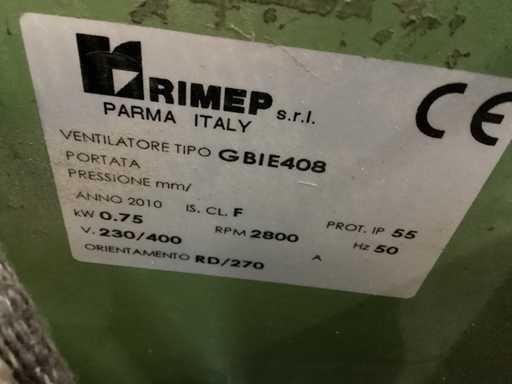 RIMEP s.r.l.
PARMA ITALY
CE
VENTILATORE TIPO GBIE408
PORTATA
PRESSIONE mm/
ANNO 2010 IS. CL. F PROT. IP 55
kW 0.75 RPM 2800 Hz 50
V. 230/400 A
ORIENTAMENTO RD/270